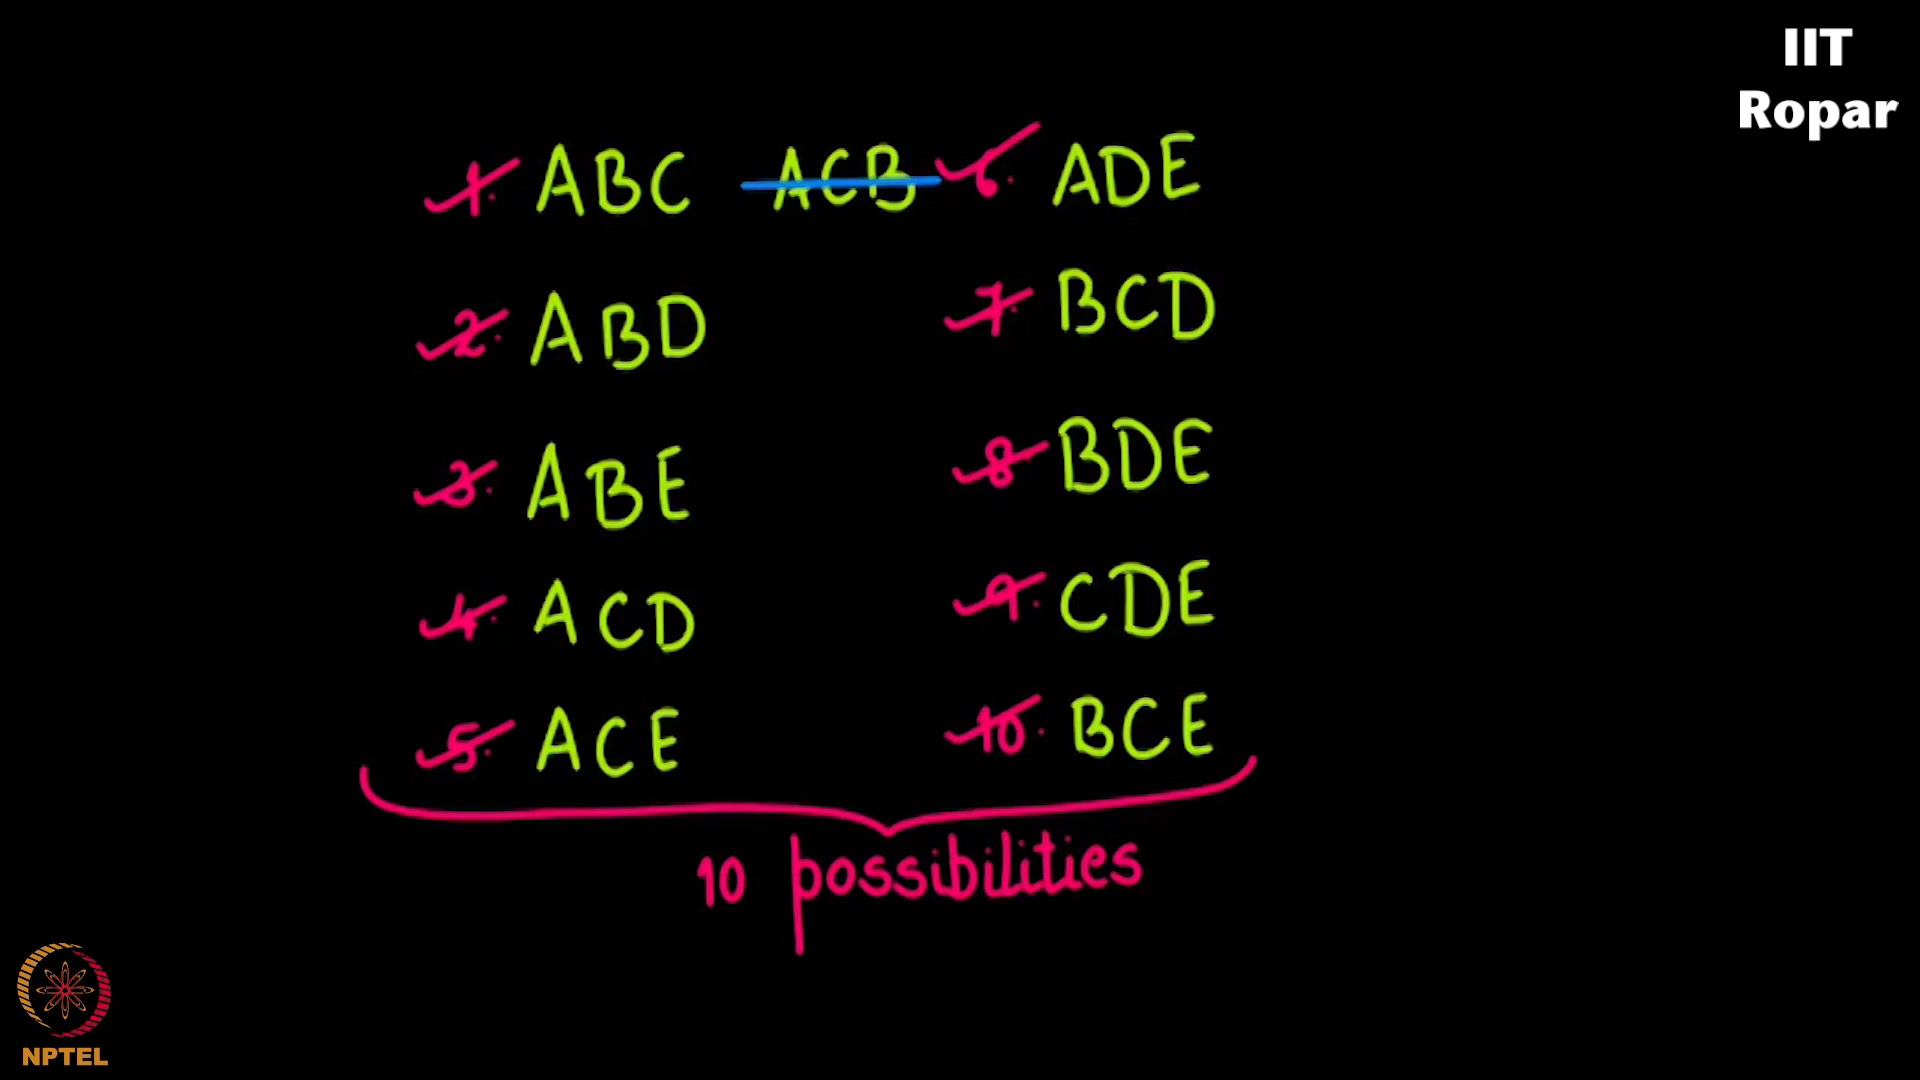 IIT
Ropar
1. ABC ACB 6. ADE
2. ABD 7. BCD
3. ABE 8. BDE
4. ACD 9. CDE
5. ACE 10. BCE
10 possibilities
NPTEL